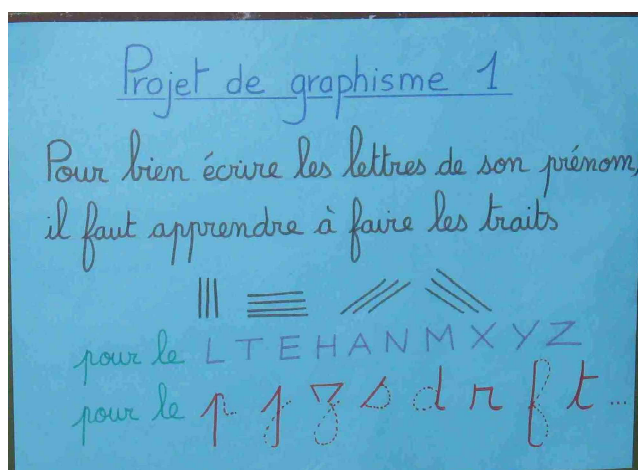 Projet de graphisme 1
Pour bien écrire les lettres de son prénom,
il faut apprendre à faire les traits
pour le L T E H A N M X Y Z
pour le p j z s d r f t ...